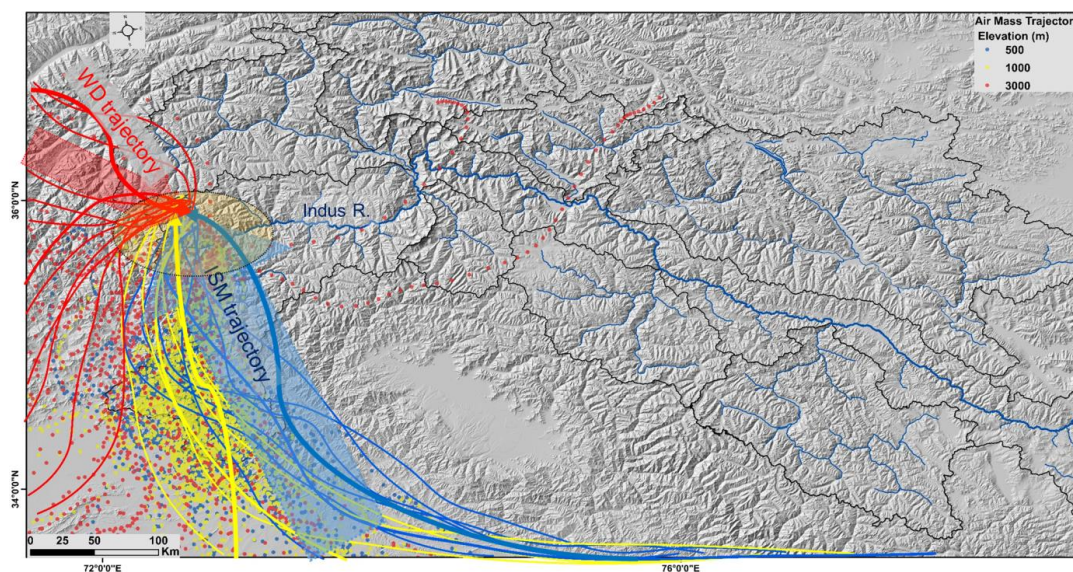 Air Mass Trajector
Elevation (m)
500
1000
3000
WD trajectory
36°0'0"N
Indus R.
SM trajectory
34°0'0"N
0 25 50 100
Km
72°0'0"E
76°0'0"E